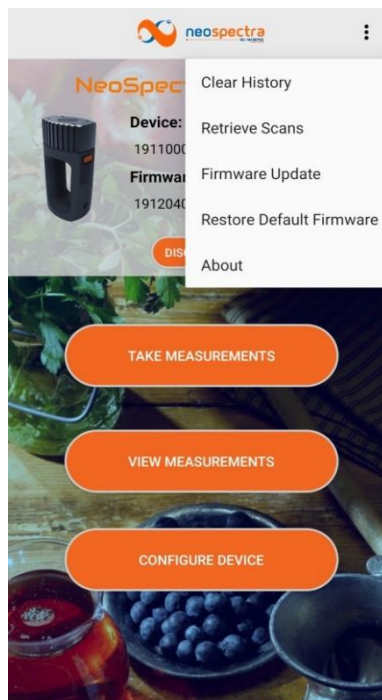 neospectra
Clear History
NeoSpec
Device:
Retrieve Scans
1911000
Firmwar
Firmware Update
1912040
Restore Default Firmware
DISC
About
TAKE MEASUREMENTS
VIEW MEASUREMENTS
CONFIGURE DEVICE